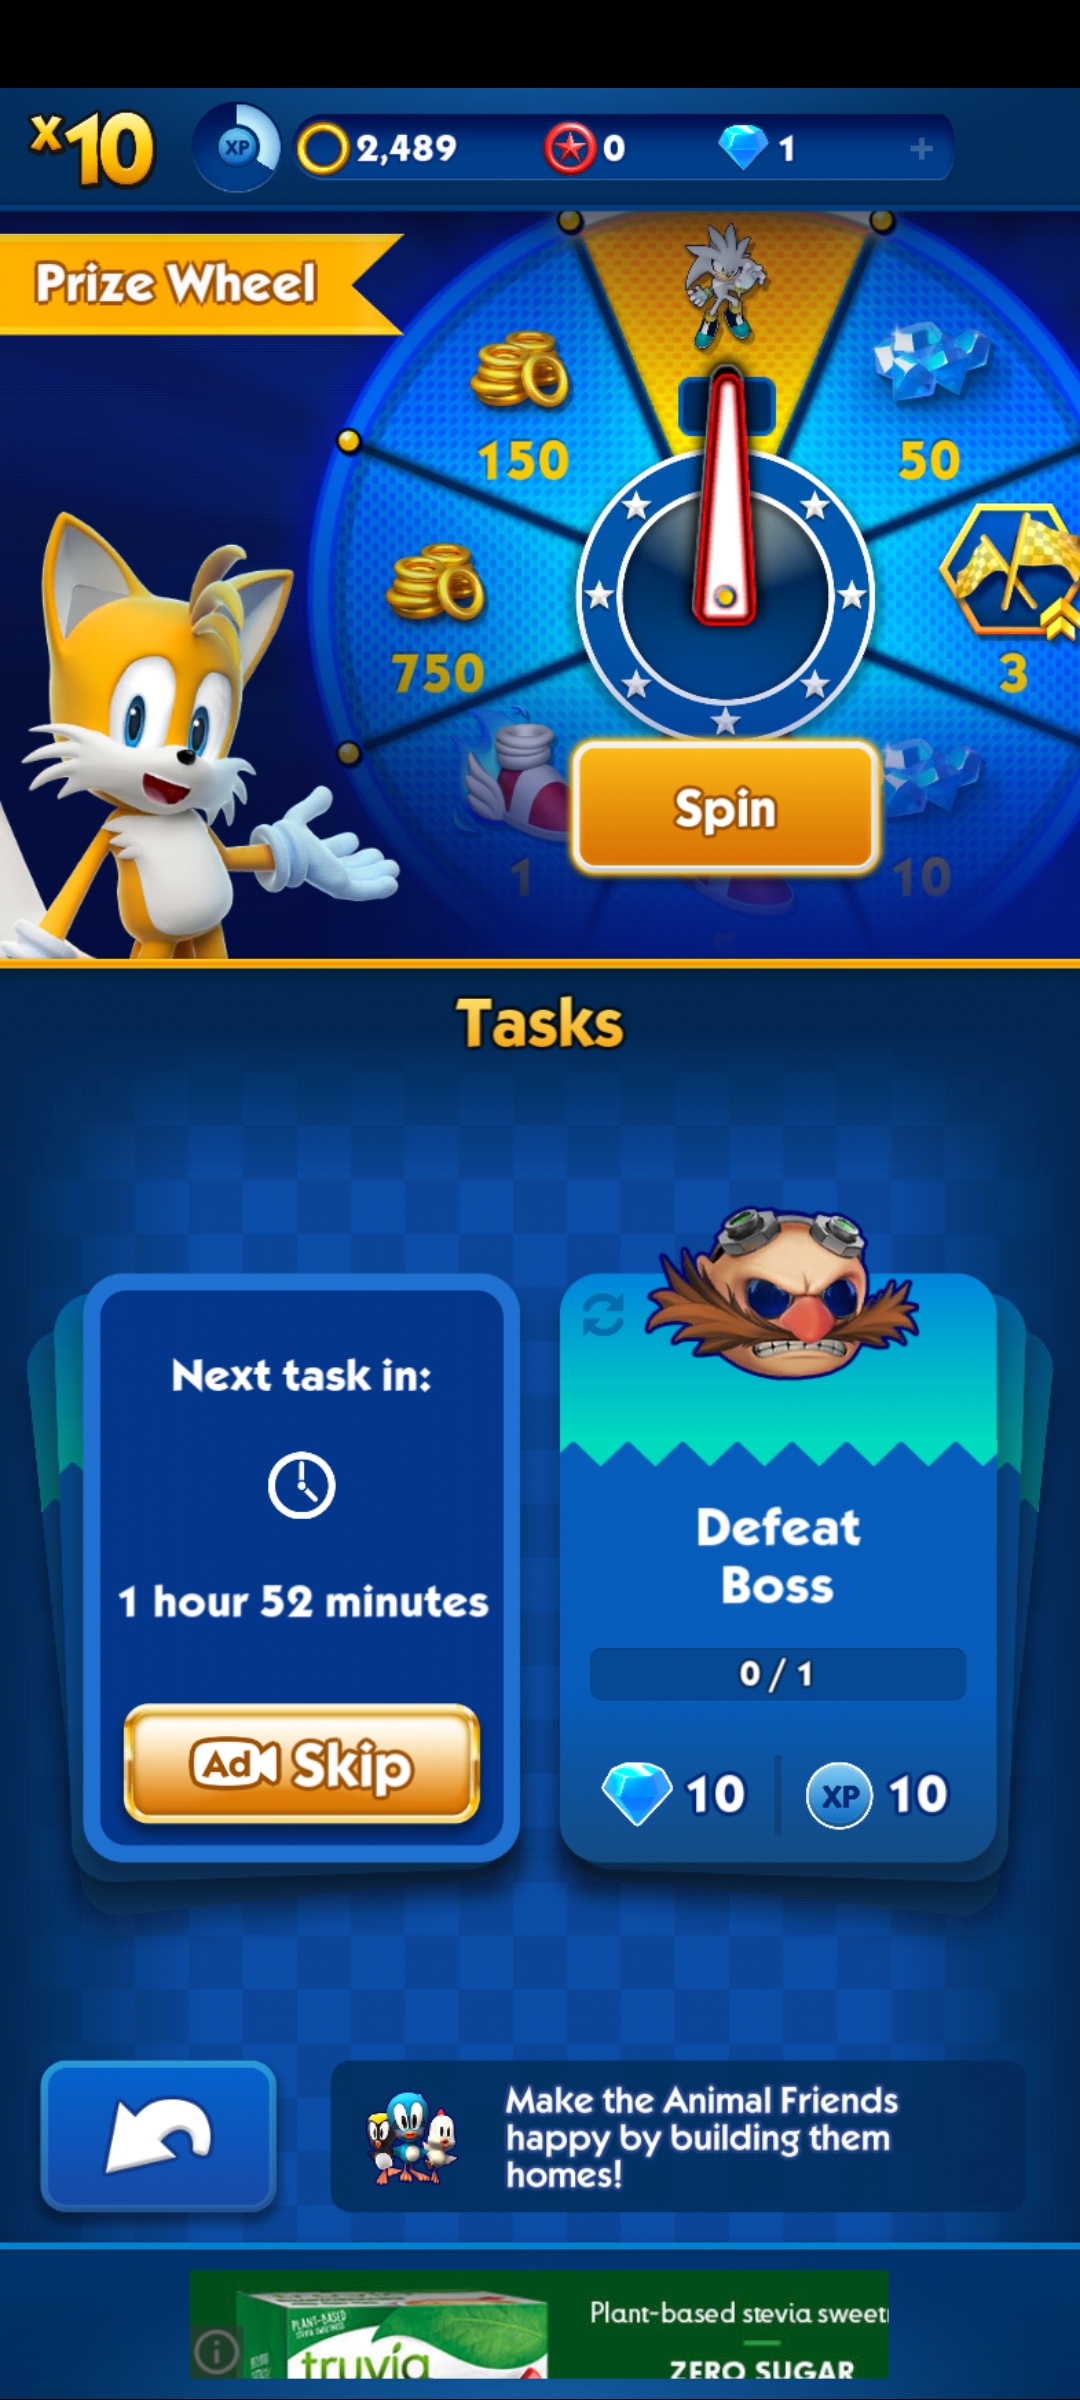 x10
XP
2,489
0
1
Prize Wheel
150
50
750
3
Spin
1
10
Tasks
Next task in:
1 hour 52 minutes
Ad Skip
Defeat
Boss
0 / 1
10
XP
10
Make the Animal Friends
happy by building them
homes!
PLANT-BASED
truvia
Plant-based stevia sweet
ZERO SUGAR